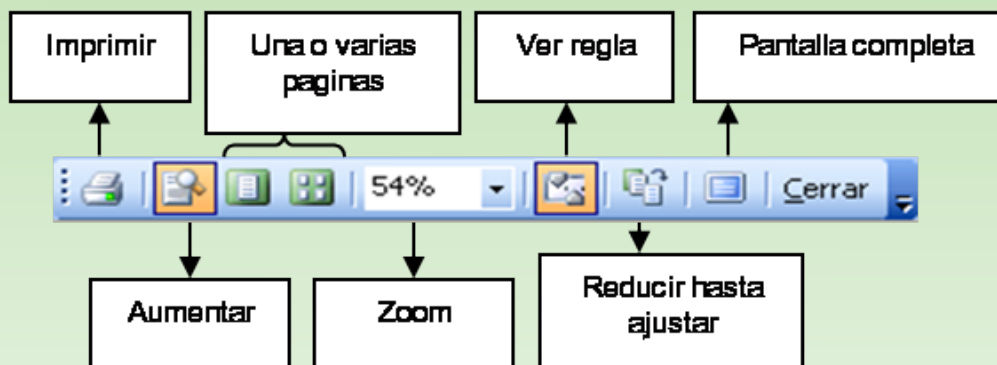 Imprimir
Una o varias
paginas
Ver regla
Pantalla completa
54%
Cerrar
Aumentar
Zoom
Reducir hasta
ajustar